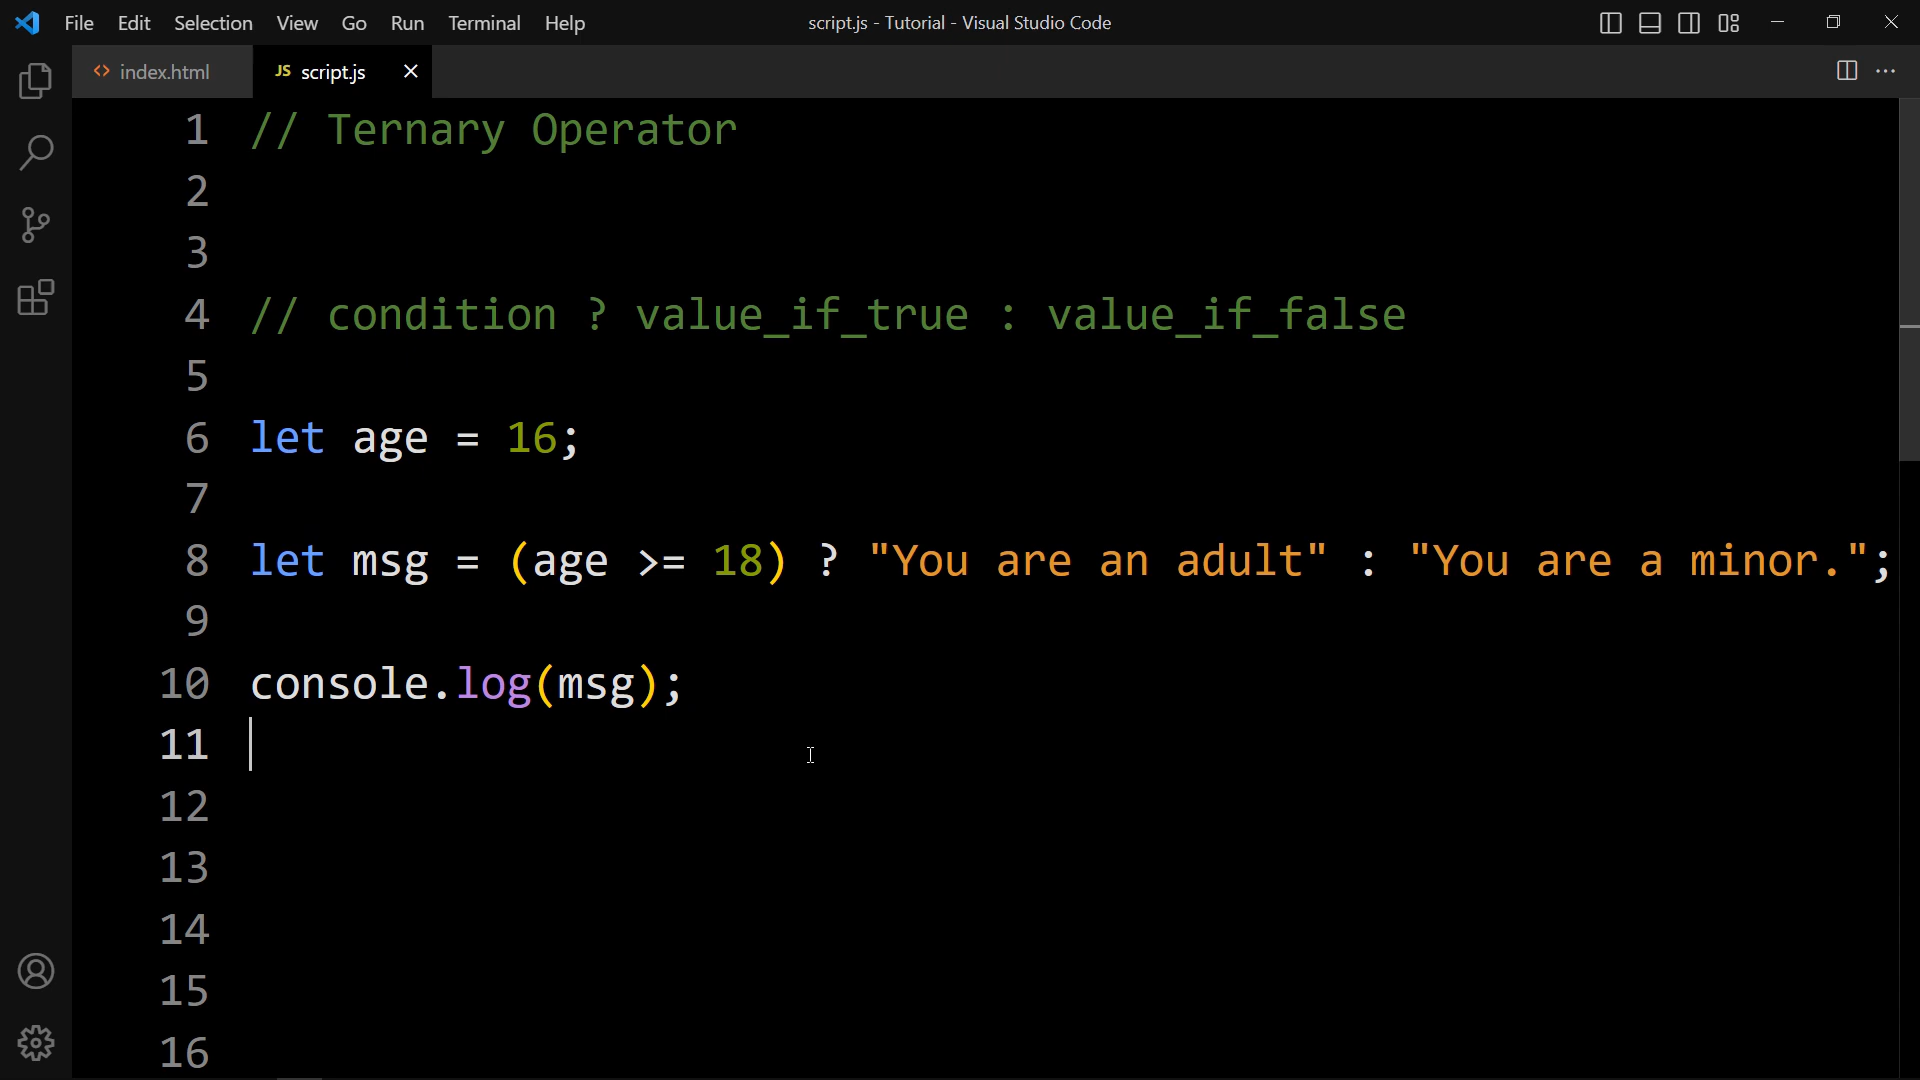 File Edit Selection View Go Run Terminal Help script.js - Tutorial - Visual Studio Code
index.html JS script.js
1 // Ternary Operator
2
3
4 // condition ? value_if_true : value_if_false
5
6 let age = 16;
7
8 let msg = (age >= 18) ? "You are an adult" : "You are a minor.";
9
10 console.log(msg);
11
12
13
14
15
16